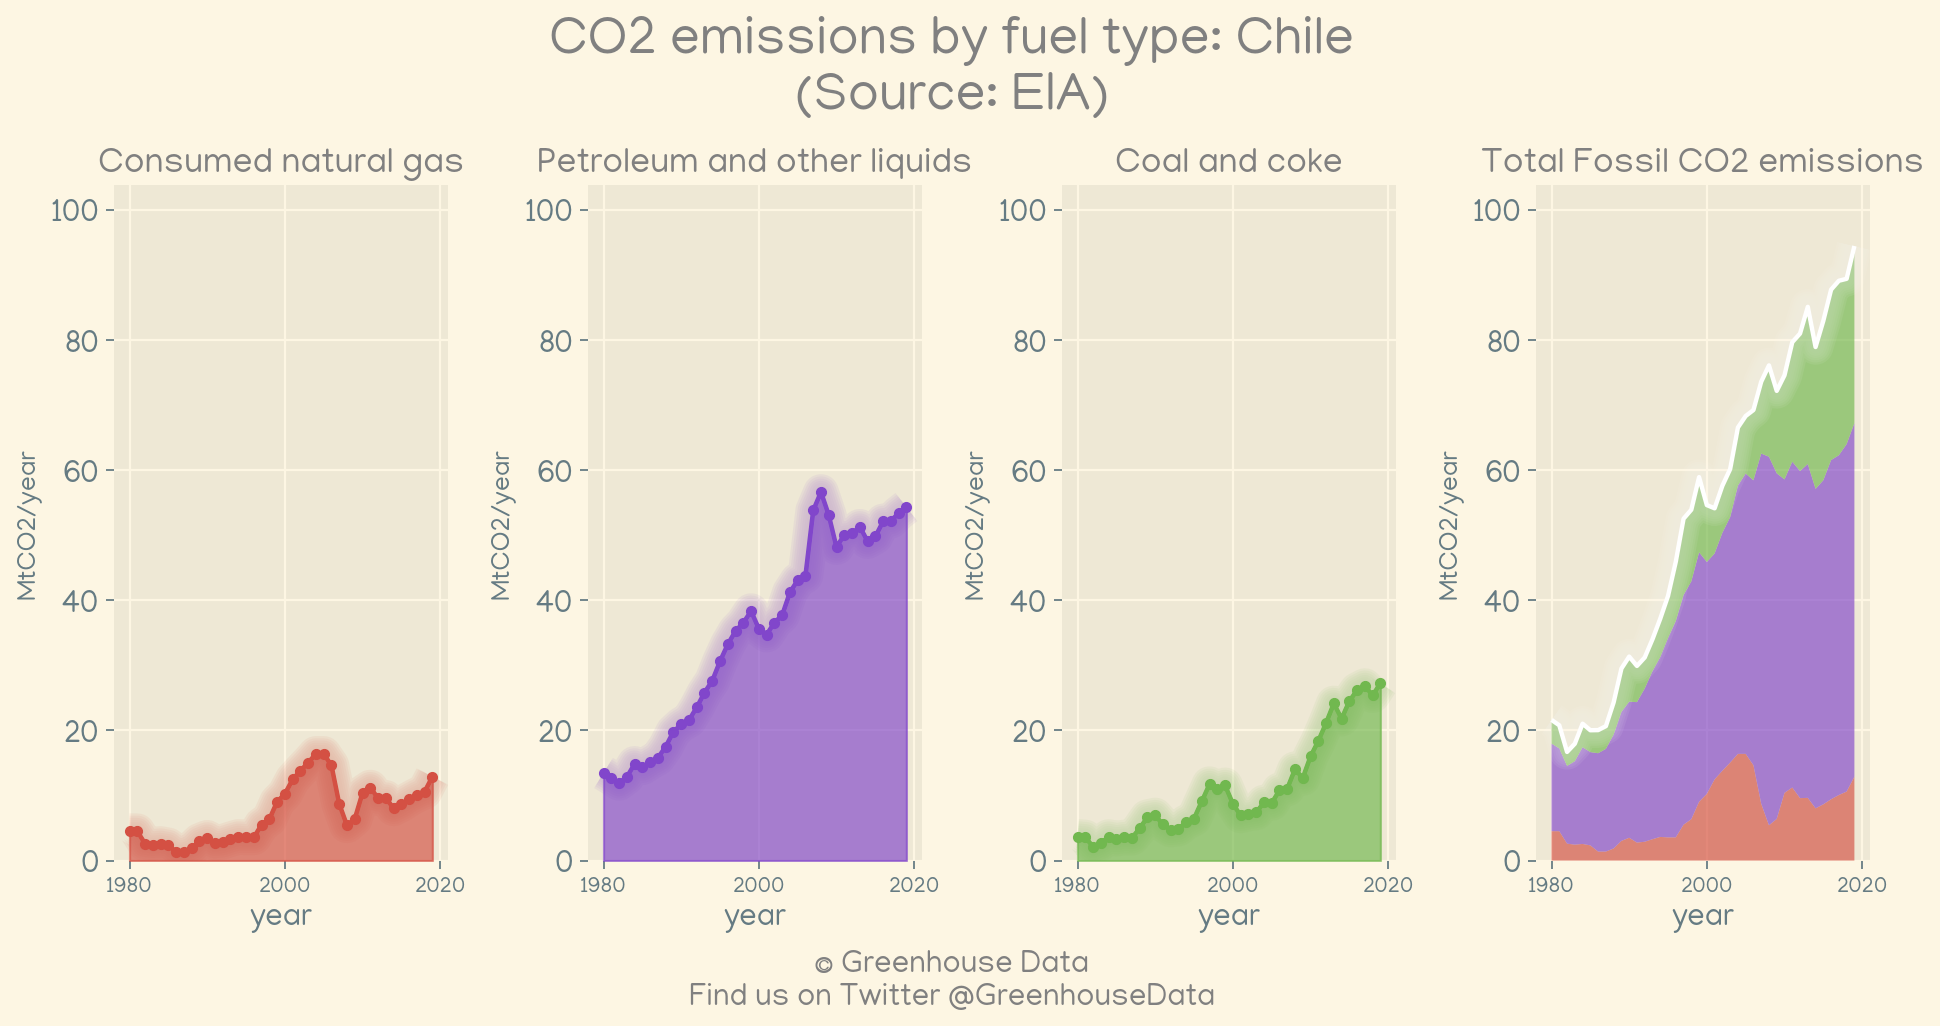 CO2 emissions by fuel type: Chile
(Source: EIA)
Consumed natural gas
Petroleum and other liquids
Coal and coke
Total Fossil CO2 emissions
MtCO2/year
100
80
60
40
20
0
1980
2000
2020
year
MtCO2/year
100
80
60
40
20
0
1980
2000
2020
year
MtCO2/year
100
80
60
40
20
0
1980
2000
2020
year
MtCO2/year
100
80
60
40
20
0
1980
2000
2020
year
© Greenhouse Data
Find us on Twitter @GreenhouseData